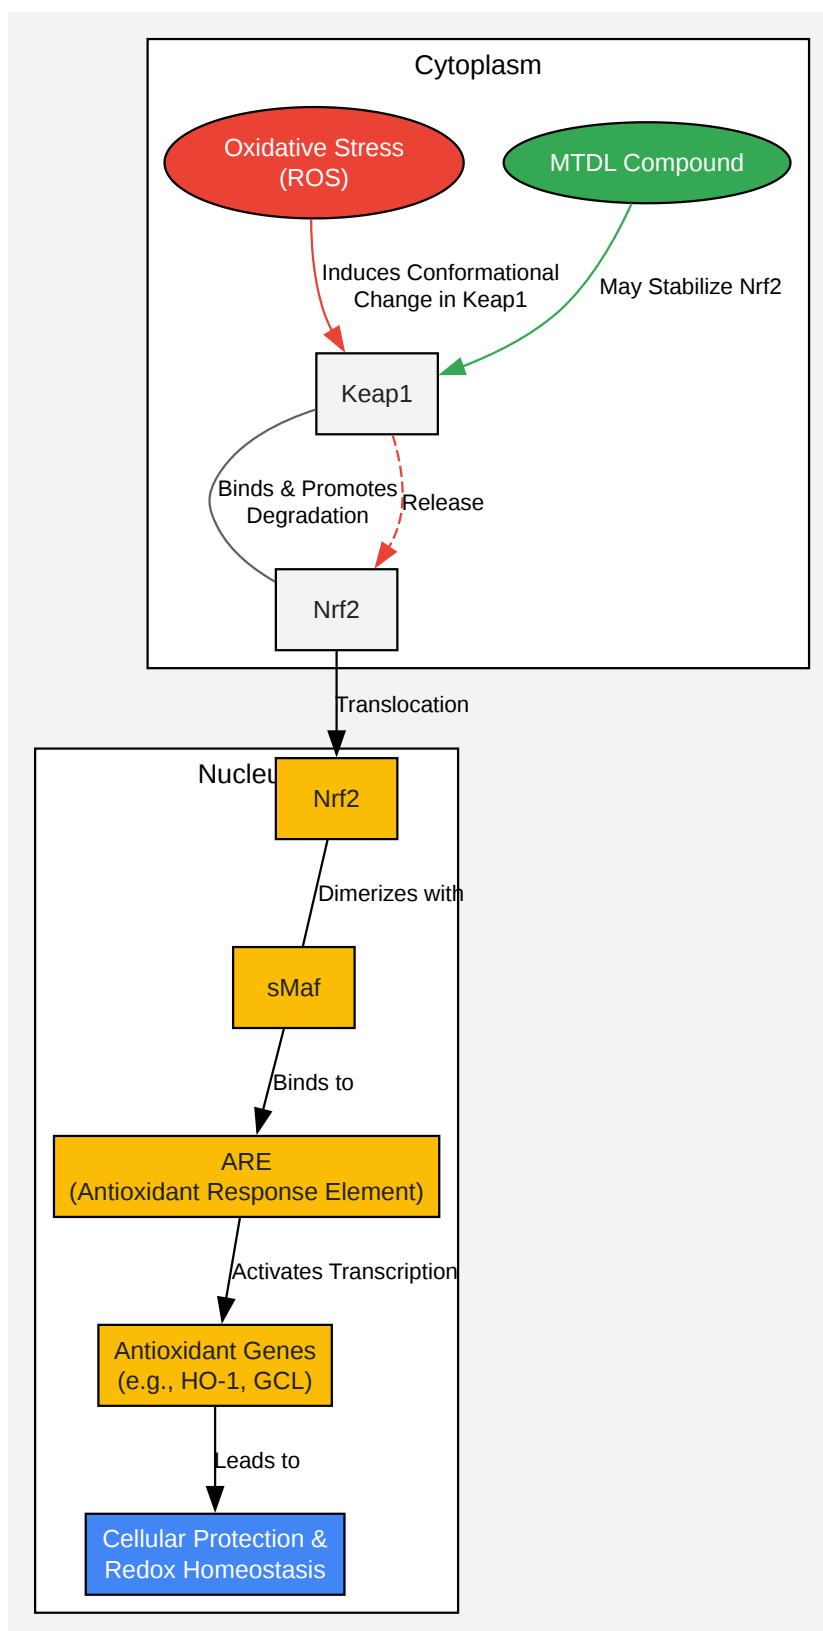 Cytoplasm
Oxidative Stress
(ROS)
MTDL Compound
Induces Conformational
Change in Keap1
May Stabilize Nrf2
Keap1
Binds & Promotes
Degradation
Release
Nrf2
Translocation
Nucleu
Nrf2
Dimerizes with
sMaf
Binds to
ARE
(Antioxidant Response Element)
Activates Transcription
Antioxidant Genes
(e.g., HO-1, GCL)
Leads to
Cellular Protection &
Redox Homeostasis